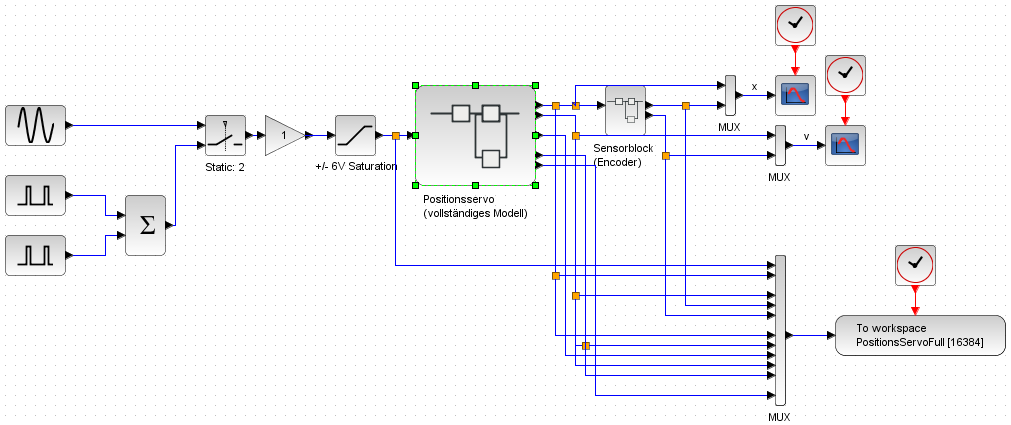 x
MUX
v
MUX
Static: 2
1
+/- 6V Saturation
Sensorblock
(Encoder)
Positionsservo
(vollständiges Modell)
Σ
To workspace
PositionsServoFull [16384]
MUX